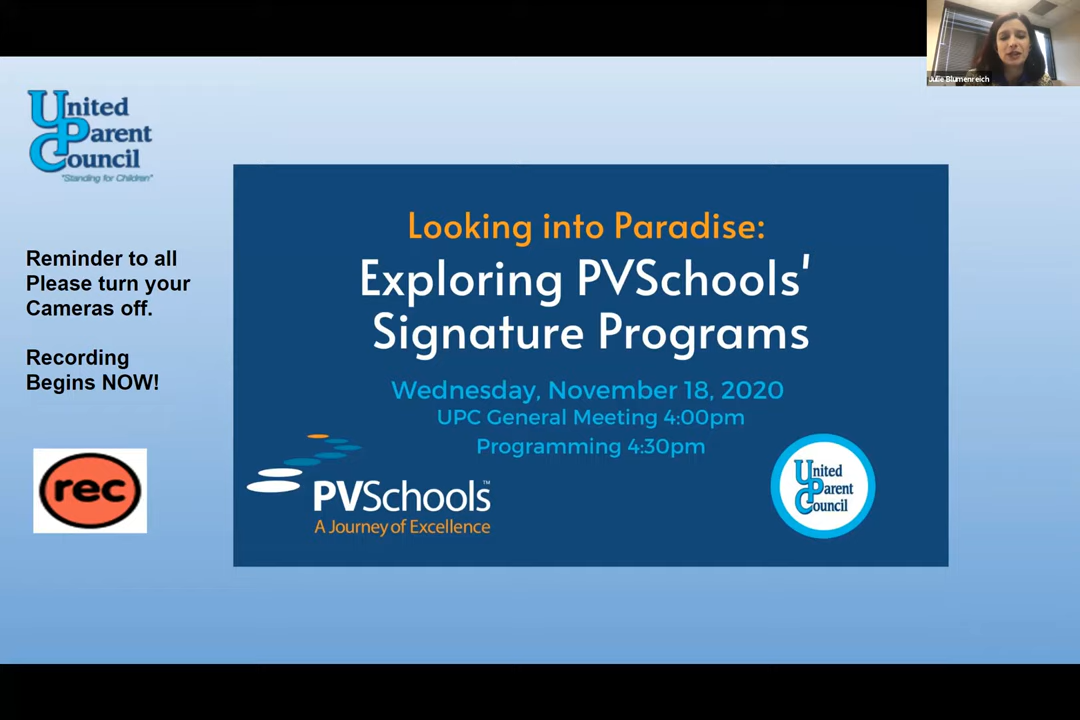 Julie Blumenreich
United
Parent
Council
"Standing for Children"
Reminder to all
Please turn your
Cameras off.
Recording
Begins NOW!
rec
Looking into Paradise:
Exploring PVSchools'
Signature Programs
Wednesday, November 18, 2020
UPC General Meeting 4:00pm
Programming 4:30pm
PVSchools™
A Journey of Excellence
United
Parent
Council